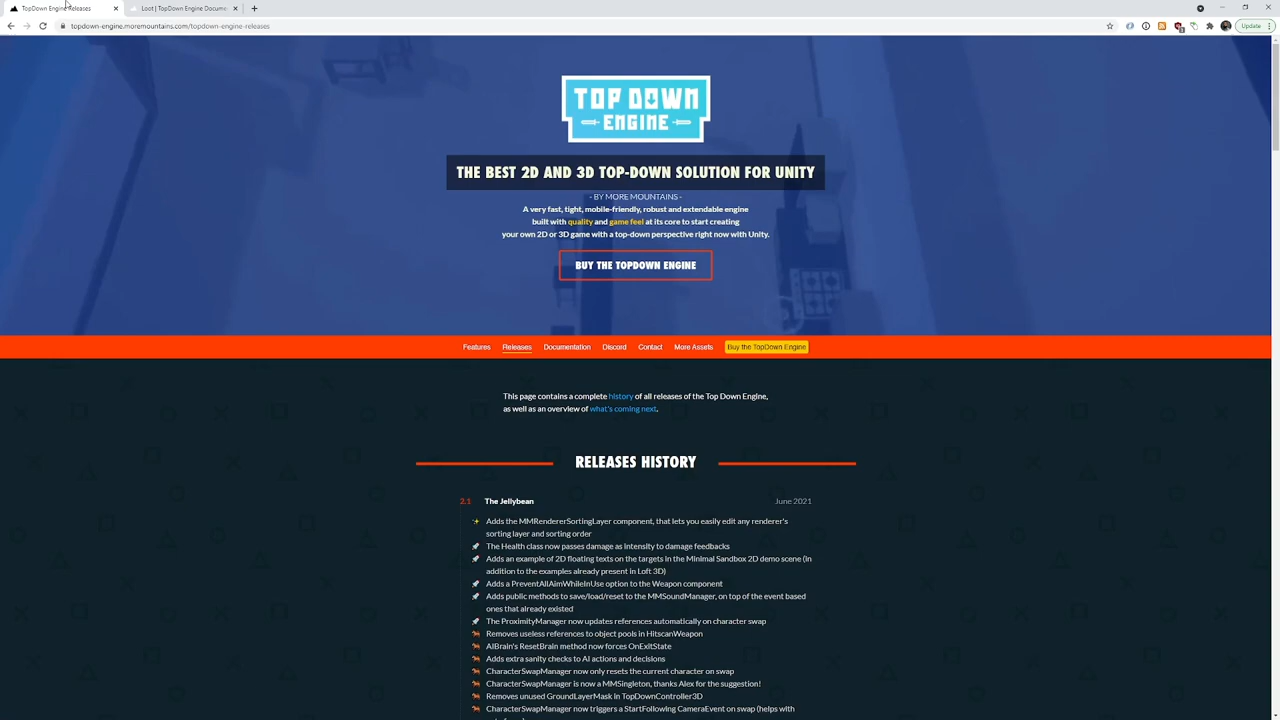 TopDown Engine Releases
Loot | TopDown Engine Docume
topdown-engine.moremountains.com/topdown-engine-releases
Update
TOP DOWN
ENGINE
THE BEST 2D AND 3D TOP-DOWN SOLUTION FOR UNITY
- BY MORE MOUNTAINS -
A very fast, tight, mobile-friendly, robust and extendable engine
built with quality and game feel at its core to start creating
your own 2D or 3D game with a top-down perspective right now with Unity.
BUY THE TOPDOWN ENGINE
Features Releases Documentation Discord Contact More Assets Buy the TopDown Engine
This page contains a complete history of all releases of the Top Down Engine,
as well as an overview of what's coming next.
RELEASES HISTORY
2.1 The Jellybean June 2021
Adds the MMRendererSortingLayer component, that lets you easily edit any renderer's
sorting layer and sorting order
The Health class now passes damage as intensity to damage feedbacks
Adds an example of 2D floating texts on the targets in the Minimal Sandbox 2D demo scene (in
addition to the examples already present in Loft 3D)
Adds a PreventAllAimWhileInUse option to the Weapon component
Adds public methods to save/load/reset to the MMSoundManager, on top of the event based
ones that already existed
The ProximityManager now updates references automatically on character swap
Removes useless references to object pools in HitscanWeapon
AIBrain's ResetBrain method now forces OnExitState
Adds extra sanity checks to AI actions and decisions
CharacterSwapManager now only resets the current character on swap
CharacterSwapManager is now a MMSingleton, thanks Alex for the suggestion!
Removes unused GroundLayerMask in TopDownController3D
CharacterSwapManager now triggers a StartFollowing CameraEvent on swap (helps with